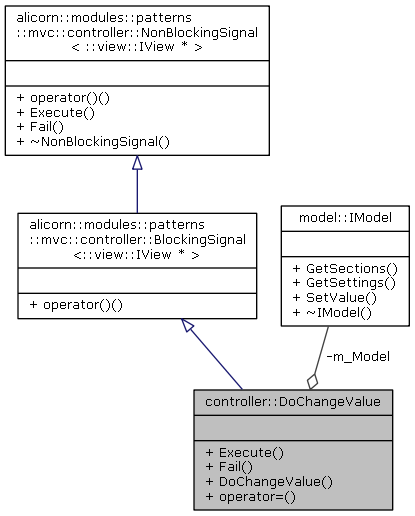 alicorn::modules::patterns
::mvc::controller::NonBlockingSignal
< ::view::IView * >
+ operator()()
+ Execute()
+ Fail()
+ ~NonBlockingSignal()
alicorn::modules::patterns
::mvc::controller::BlockingSignal
<::view::IView * >
+ operator()()
model::IModel
+ GetSections()
+ GetSettings()
+ SetValue()
+ ~IModel()
-m_Model
controller::DoChangeValue
+ Execute()
+ Fail()
+ DoChangeValue()
+ operator=()